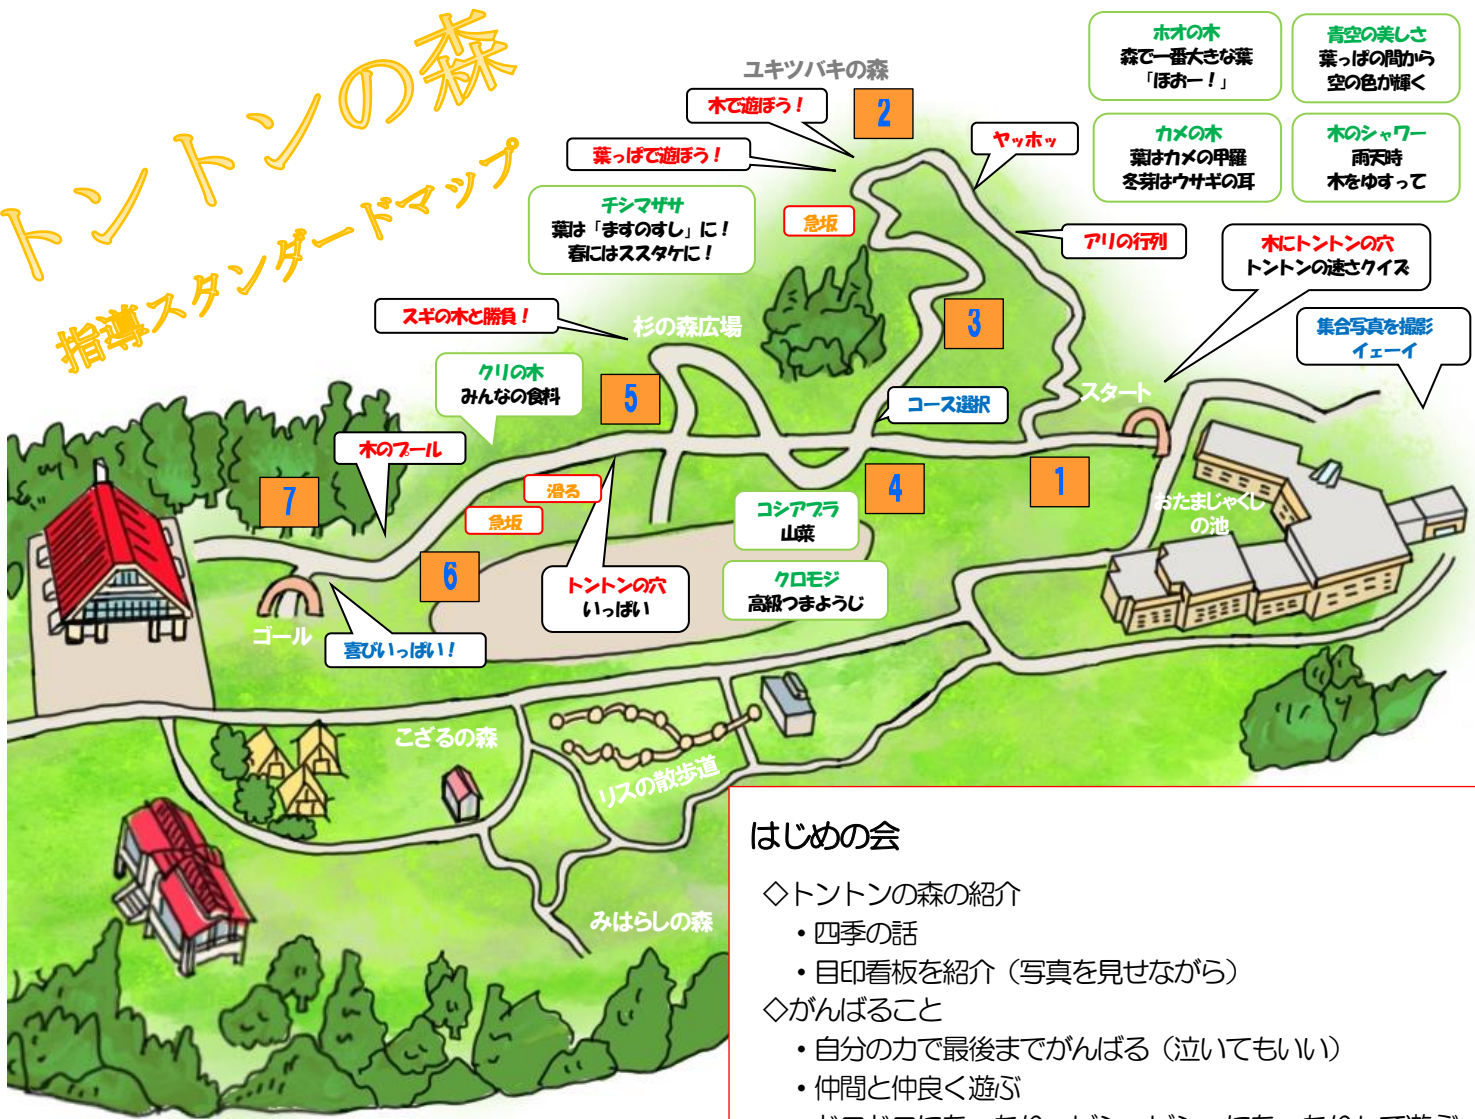 トントンの森
指導スタンダードマップ
ユキツバキの森
木で遊ぼう！
2
葉っぱで遊ぼう！
ヤッホッ
ホオの木
森で一番大きな葉
「ほおー！」
青空の美しさ
葉っぱの間から
空の色が輝く
カメの木
葉はカメの甲羅
冬芽はウサギの耳
木のシャワー
雨天時
木をゆすって
チシマザサ
葉は「ますのすし」に！
春にはススタケに！
急坂
アリの行列
木にトントンの穴
トントンの速さクイズ
集合写真を撮影
イェーイ
スギの木と勝負！
杉の森広場
3
クリの木
みんなの食料
5
コース選択
スタート
木のプール
7
滑る
急坂
4
1
おたまじゃくし
の池
コシアブラ
山菜
6
トントンの穴
いっぱい
クロモジ
高級つまようじ
ゴール
喜びいっぱい！
こざるの森
リスの散歩道
みはらしの森
はじめの会
◇トントンの森の紹介
・四季の話
・目印看板を紹介（写真を見せながら）
◇がんばること
・自分の力で最後までがんばる（泣いてもいい）
・仲間と仲良く遊ぶ